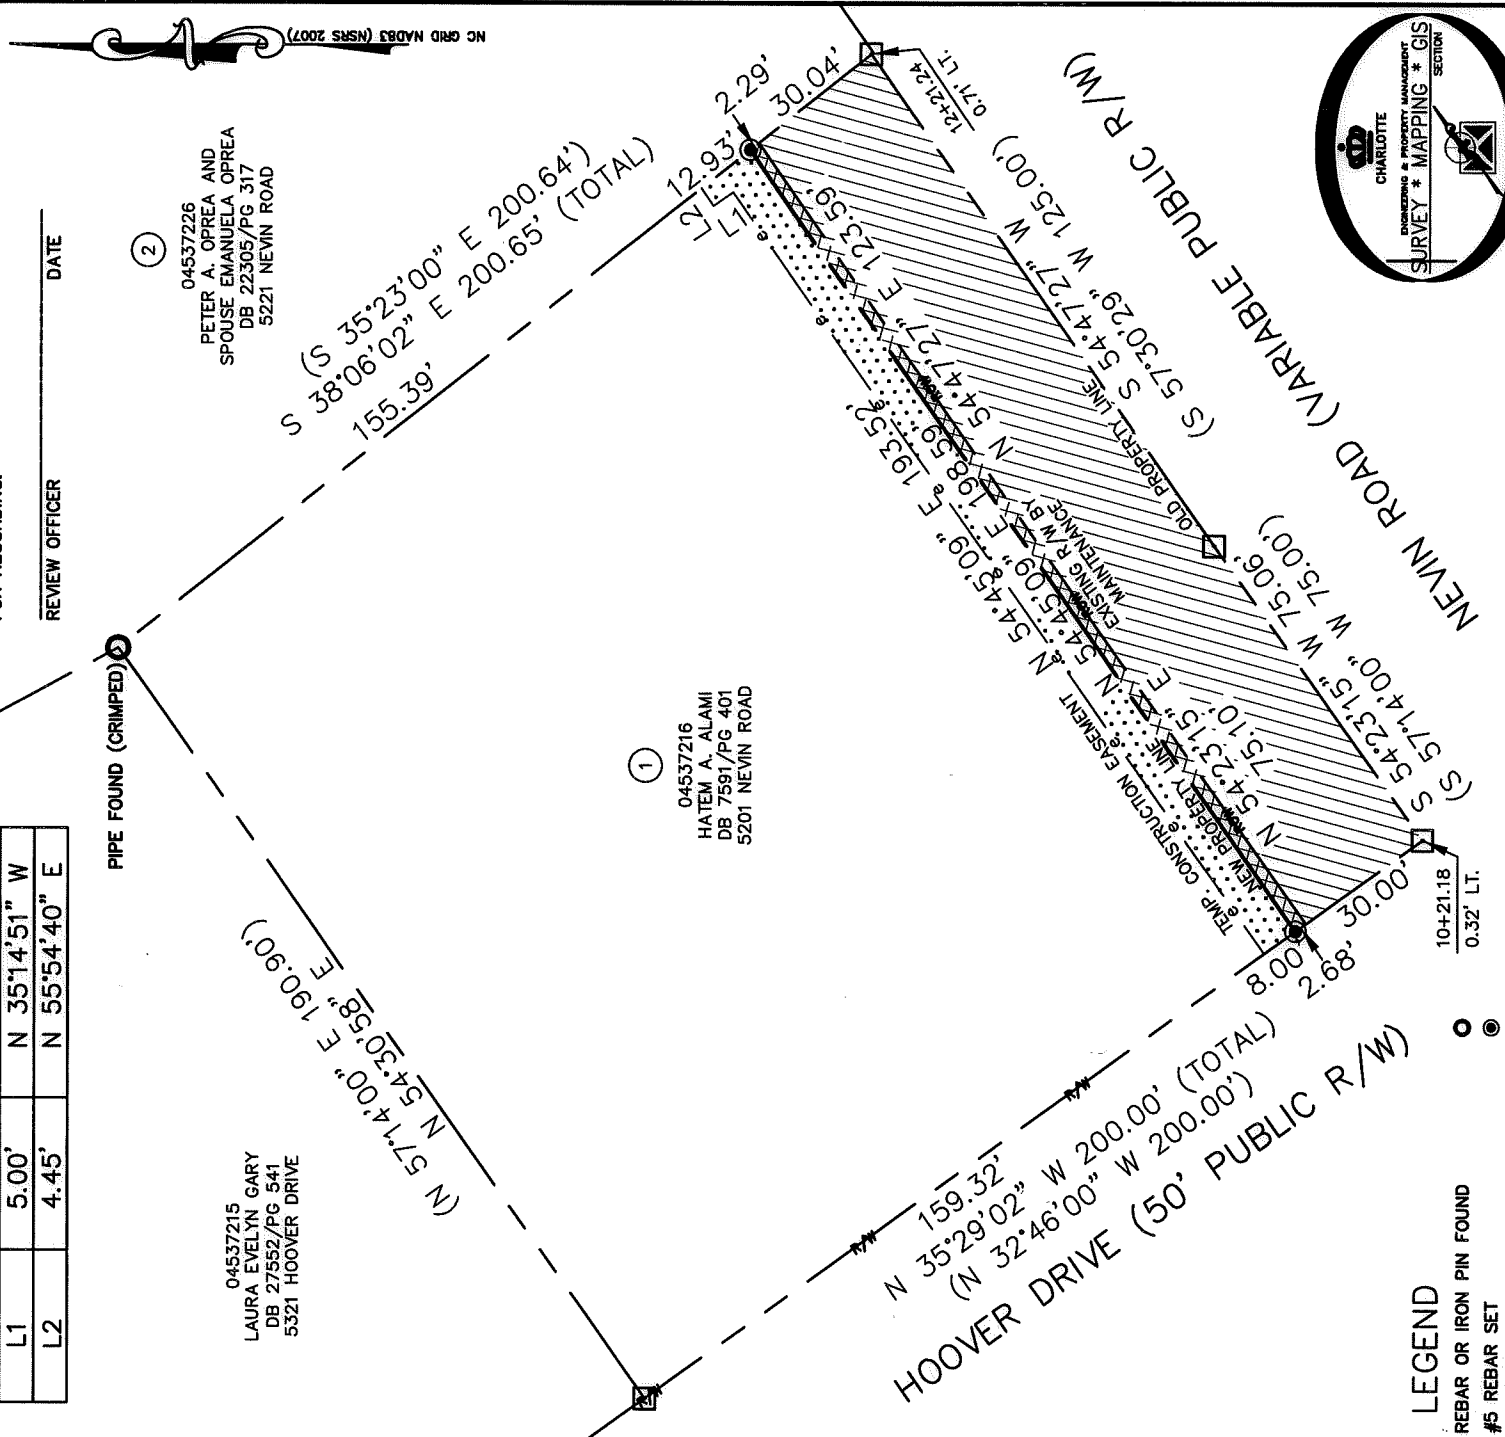 NC GRID NAD83 (NSRS 2007)
REVIEW OFFICER DATE
L1 5.00' N 35°14'51" W
L2 4.45' N 55°54'40" E
2
04537226
PETER A. OPREA AND
SPOUSE EMANUELA OPREA
DB 22305/PG 317
5221 NEVIN ROAD
PIPE FOUND (CRIMPED)
(S 35°23'00" E 200.64')
S 38°06'02" E 200.65' (TOTAL)
155.39'
12.93'
2.29'
30.04'
L2
L1
12+21.24
0.71' LT.
1
04537216
HATEM A. ALAMI
DB 7591/PG 401
5201 NEVIN ROAD
04537215
LAURA EVELYN GARY
DB 27552/PG 541
5321 HOOVER DRIVE
(N 57°14'00" E 190.90')
N 54°30'58" E
N 54°45'09" E 193.52'
N 54°45'09" E 198.59'
N 54°47'27" E 123.59'
N 54°23'15" E
75.10'
TEMP. CONSTRUCTION EASEMENT
NEW PROPERTY LINE
EXISTING R/W BY
MAINTENANCE
ROW
ROW
ROW
OLD PROPERTY LINE
S 54°47'27" W
(S 57°30'29" W 125.00')
S 54°23'15" W 75.06'
(S 57°14'00" W 75.00')
NEVIN ROAD (VARIABLE PUBLIC R/W)
8.00'
2.68'
30.00'
10+21.18
0.32' LT.
159.32'
N 35°29'02" W 200.00' (TOTAL)
(N 32°46'00" W 200.00')
R/W
R/W
HOOVER DRIVE (50' PUBLIC R/W)
CHARLOTTE
ENGINEERING & PROPERTY MANAGEMENT
SURVEY * MAPPING * GIS
SECTION
LEGEND
REBAR OR IRON PIN FOUND
#5 REBAR SET